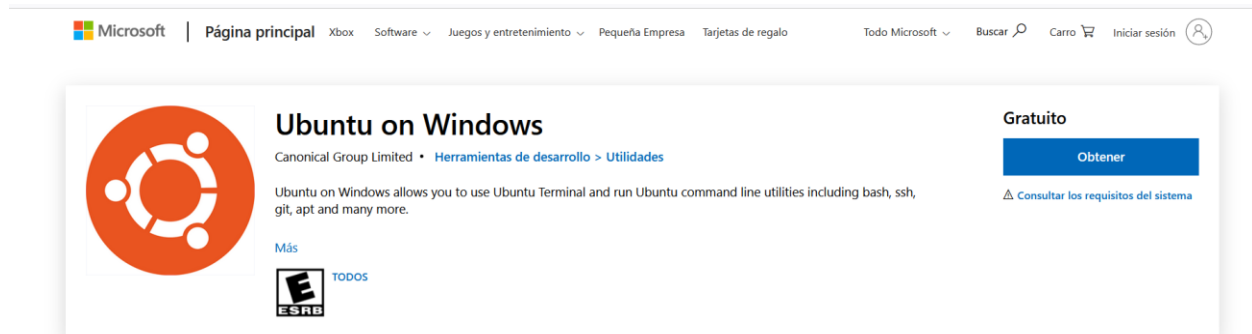 Microsoft | Página principal Xbox Software Juegos y entretenimiento Pequeña Empresa Tarjetas de regalo Todo Microsoft Buscar Carro Iniciar sesión
Ubuntu on Windows
Canonical Group Limited • Herramientas de desarrollo > Utilidades
Ubuntu on Windows allows you to use Ubuntu Terminal and run Ubuntu command line utilities including bash, ssh,
git, apt and many more.
Más
E
ESRB
TODOS
Gratuito
Obtener
Consultar los requisitos del sistema